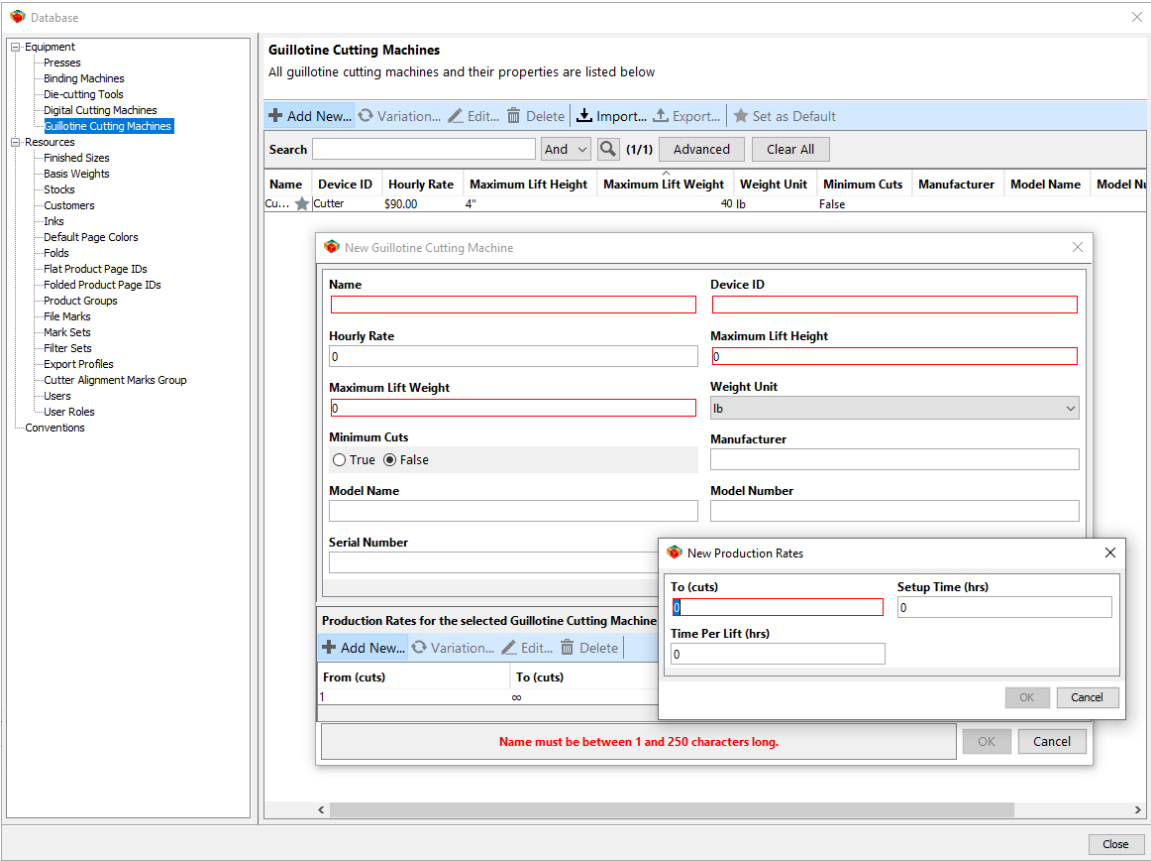 Database
Equipment
Presses
Binding Machines
Die-cutting Tools
Digital Cutting Machines
Guillotine Cutting Machines
Resources
Finished Sizes
Basis Weights
Stocks
Customers
Inks
Default Page Colors
Folds
Flat Product Page IDs
Folded Product Page IDs
Product Groups
File Marks
Mark Sets
Filter Sets
Export Profiles
Cutter Alignment Marks Group
Users
User Roles
Conventions
Guillotine Cutting Machines
All guillotine cutting machines and their properties are listed below
Add New... Variation... Edit... Delete Import... Export... Set as Default
Search And (1/1) Advanced Clear All
Name Device ID Hourly Rate Maximum Lift Height Maximum Lift Weight Weight Unit Minimum Cuts Manufacturer Model Name Model Nu
Cu... Cutter $90.00 4" 40 lb False
New Guillotine Cutting Machine
Name Device ID
Hourly Rate Maximum Lift Height
0 0
Maximum Lift Weight Weight Unit
0 lb
Minimum Cuts Manufacturer
True False
Model Name Model Number
Serial Number
Production Rates for the selected Guillotine Cutting Machine
Add New... Variation... Edit... Delete
From (cuts) To (cuts)
1 ∞
Name must be between 1 and 250 characters long.
OK Cancel
New Production Rates
To (cuts) Setup Time (hrs)
0 0
Time Per Lift (hrs)
0
OK Cancel
Close